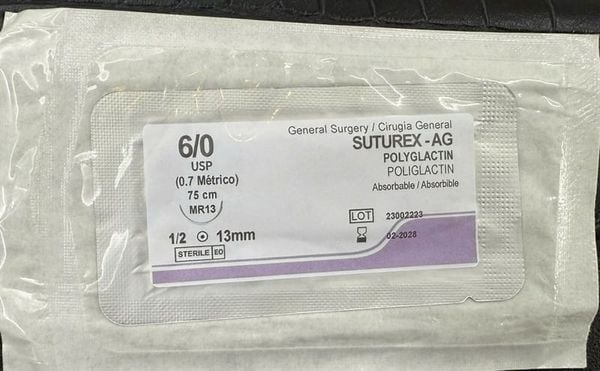 General Surgery / Cirugia General
SUTUREX - AG
POLYGLACTIN
POLIGLACTIN
Absorbable / Absorbible
6/0
USP
(0.7 Métrico)
75 cm
MR13
1/2 13mm
STERILE EO
LOT 23002223
02-2028